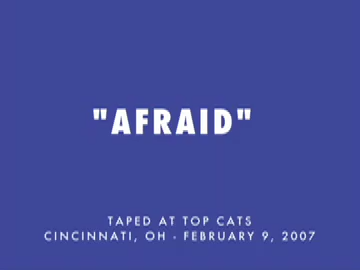 "AFRAID"
TAPED AT TOP CATS
CINCINNATI, OH - FEBRUARY 9, 2007